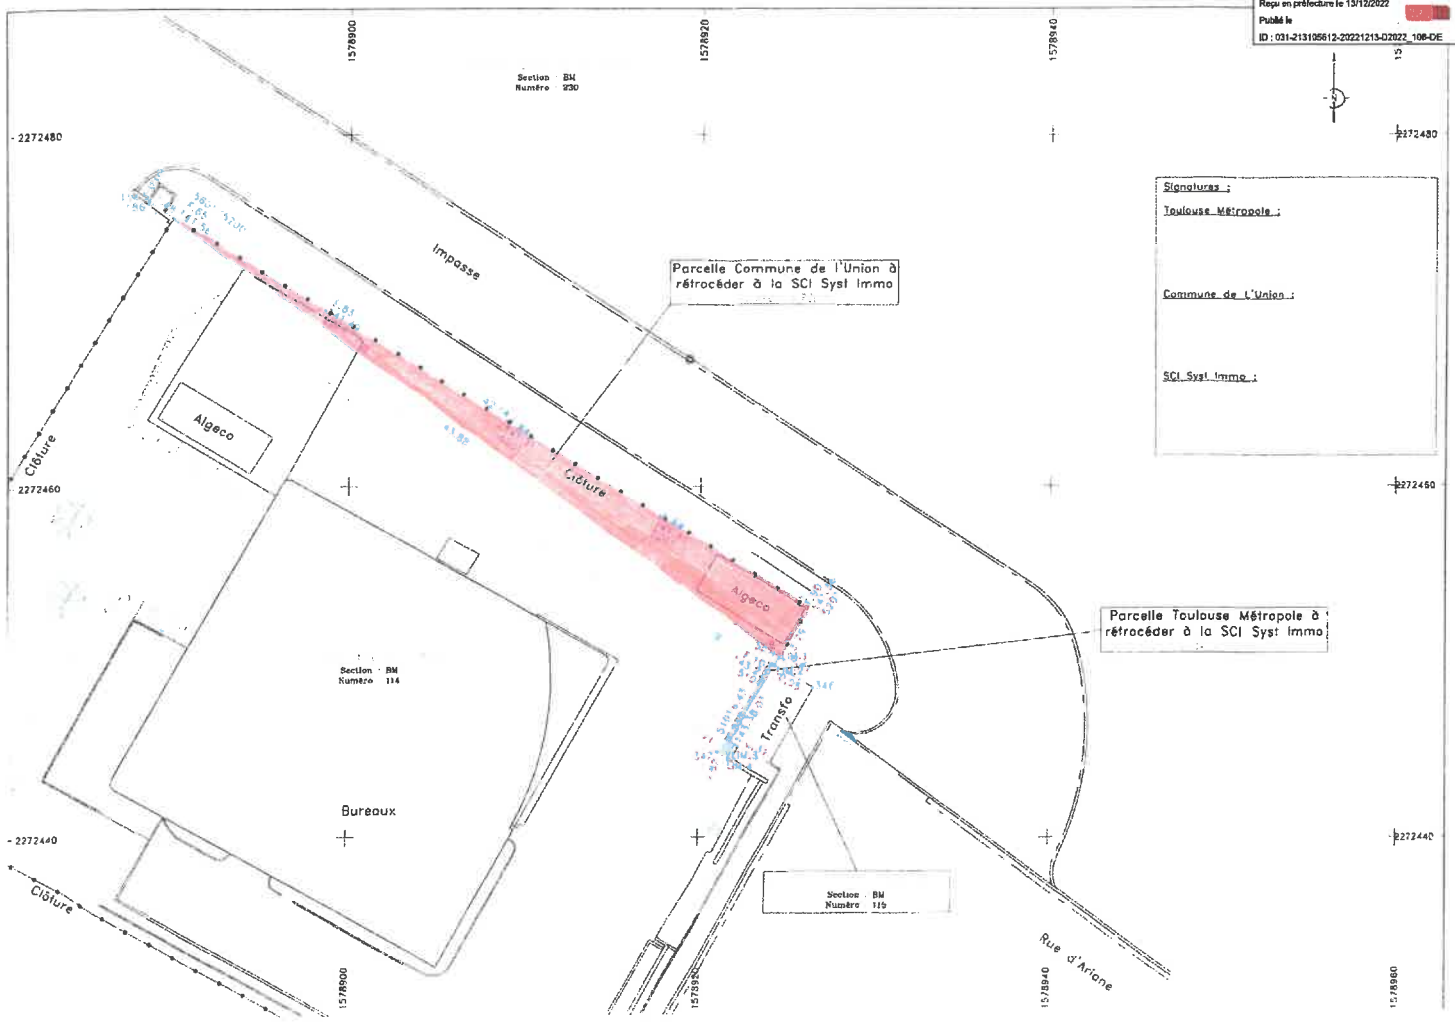 Reçu en préfecture le 13/12/2022
Publié le
ID : 031-213105612-20221213-D2022_108-DE
1578900
1578920
1578940
Section BM
Numéro 230
2272480
2272480
Signatures :
Toulouse Métropole :
Commune de L'Union :
SCI Syst Immo :
Impasse
Parcelle Commune de l'Union à
rétrocéder à la SCI Syst Immo
Algeco
Clôture
2272460
2272460
Clôture
Algeco
Parcelle Toulouse Métropole à
rétrocéder à la SCI Syst Immo
Section BM
Numéro 114
Transfo
Bureaux
2272440
2272440
Clôture
Section BM
Numéro 115
Rue d'Ariane
1578900
1578920
1578940
1578960